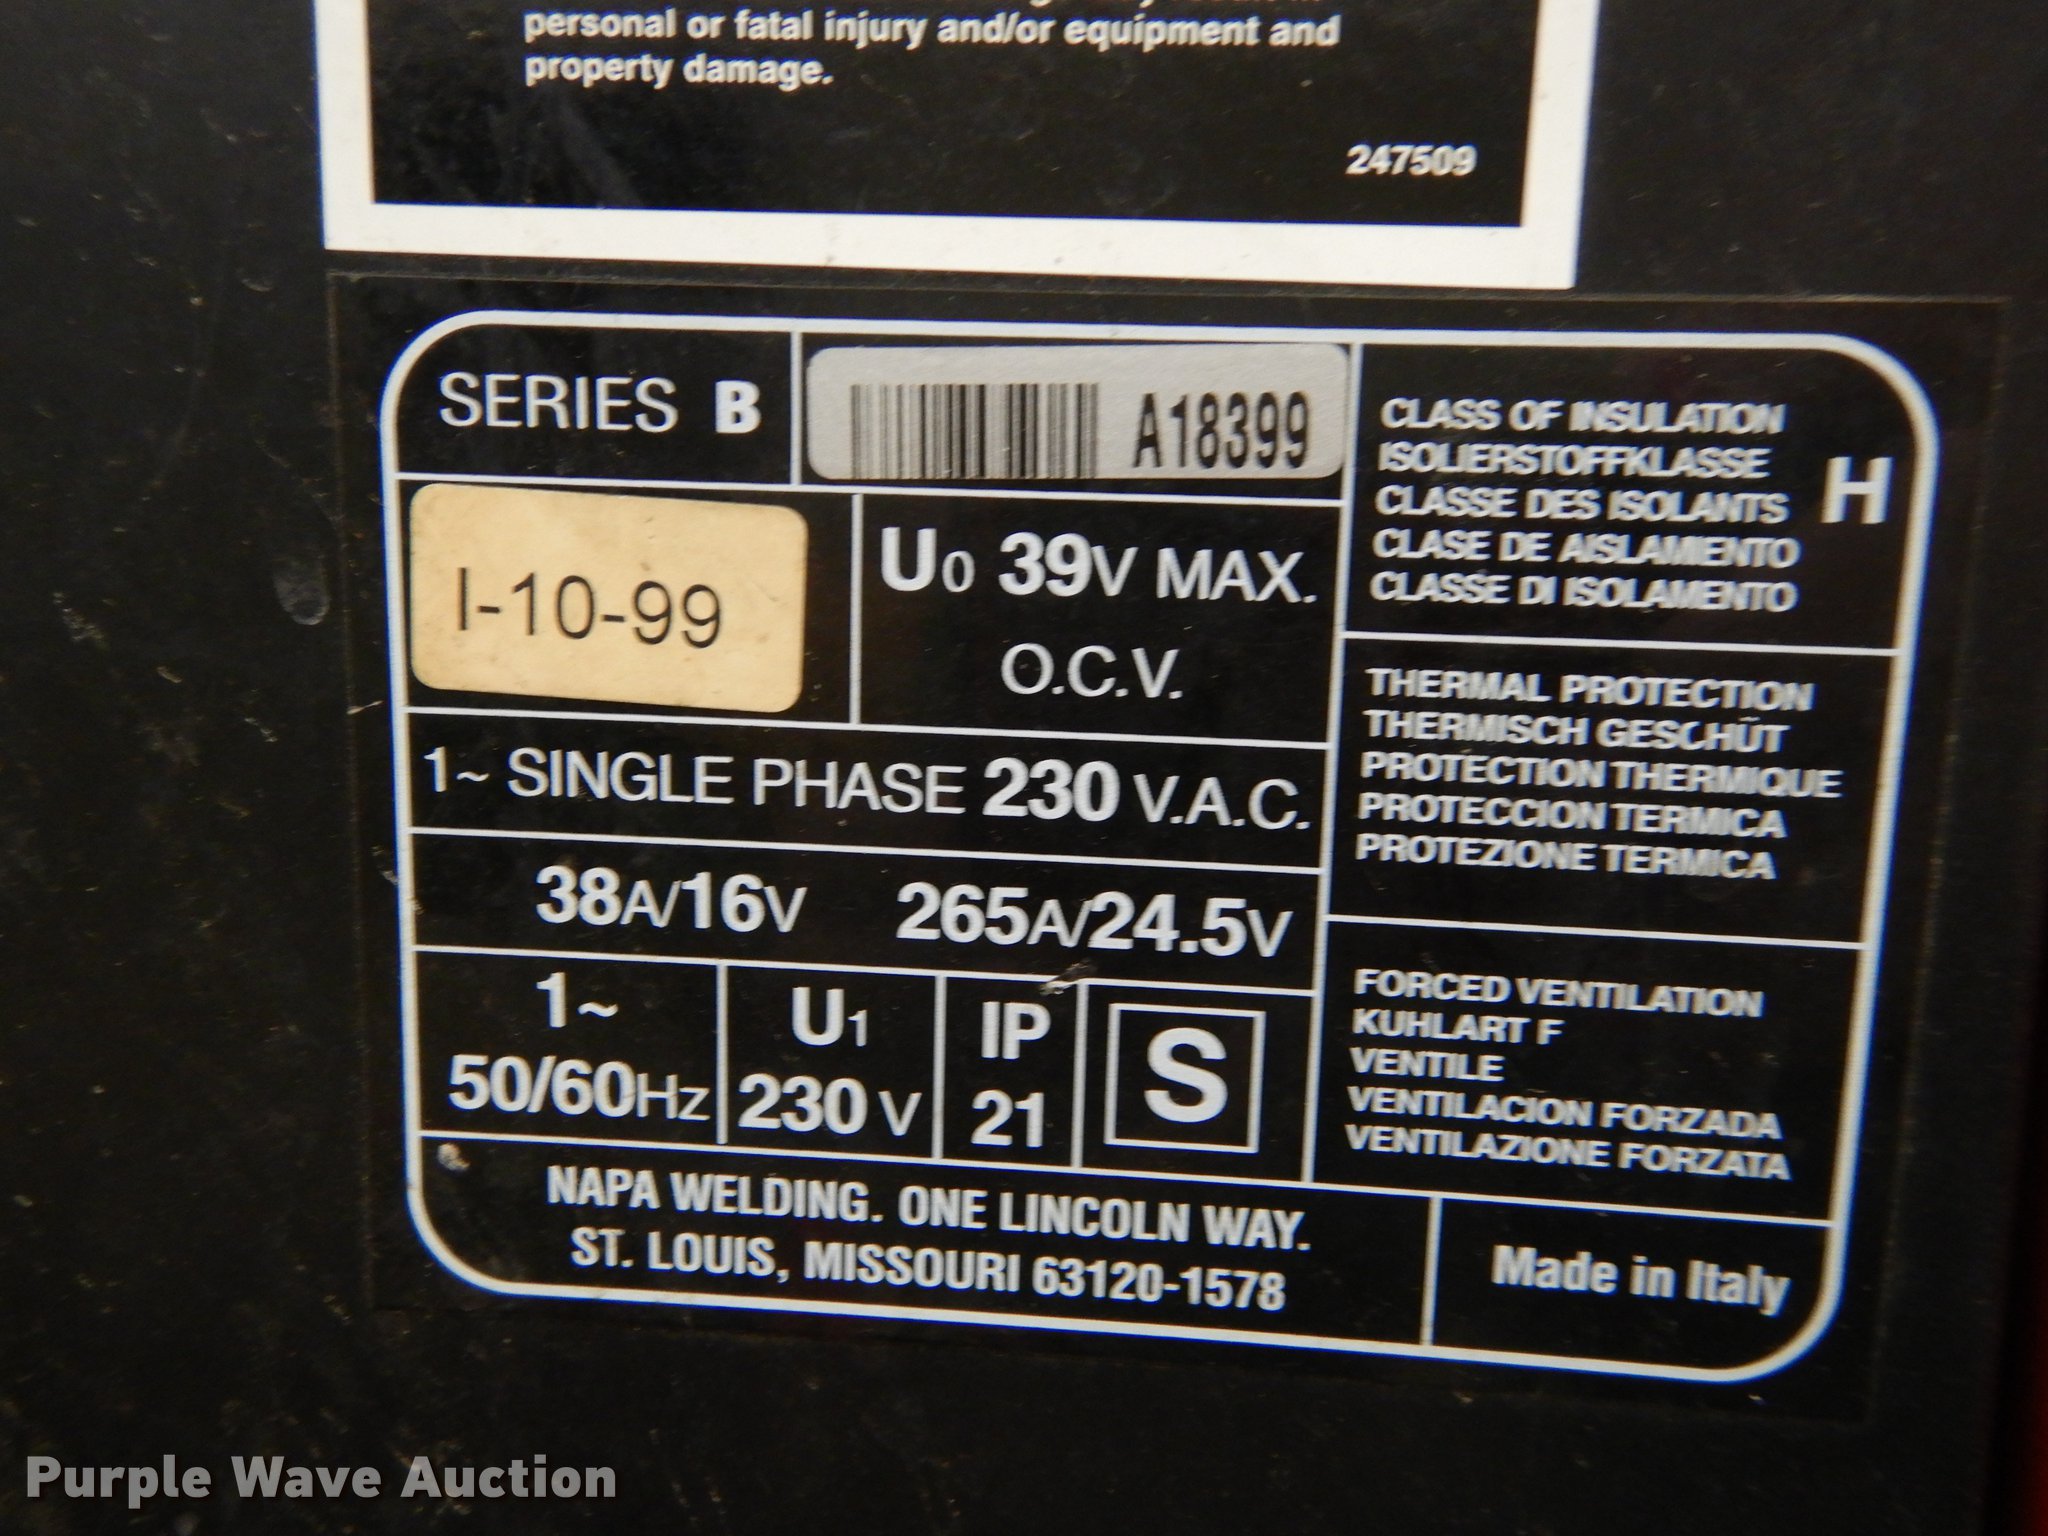 personal or fatal injury and/or equipment and
property damage.
247509
SERIES B
A18399
I-10-99
U0 39V MAX.
O.C.V.
1~ SINGLE PHASE 230 V.A.C.
38A/16V 265A/24.5V
1~
50/60Hz
U1
230 V
IP
21
S
CLASS OF INSULATION
ISOLIERSTOFFKLASSE
CLASSE DES ISOLANTS
CLASE DE AISLAMIENTO
CLASSE DI ISOLAMENTO
H
THERMAL PROTECTION
THERMISCH GESCHÜT
PROTECTION THERMIQUE
PROTECCION TERMICA
PROTEZIONE TERMICA
FORCED VENTILATION
KUHLART F
VENTILE
VENTILACION FORZADA
VENTILAZIONE FORZATA
NAPA WELDING. ONE LINCOLN WAY.
ST. LOUIS, MISSOURI 63120-1578
Made in Italy
Purple Wave Auction